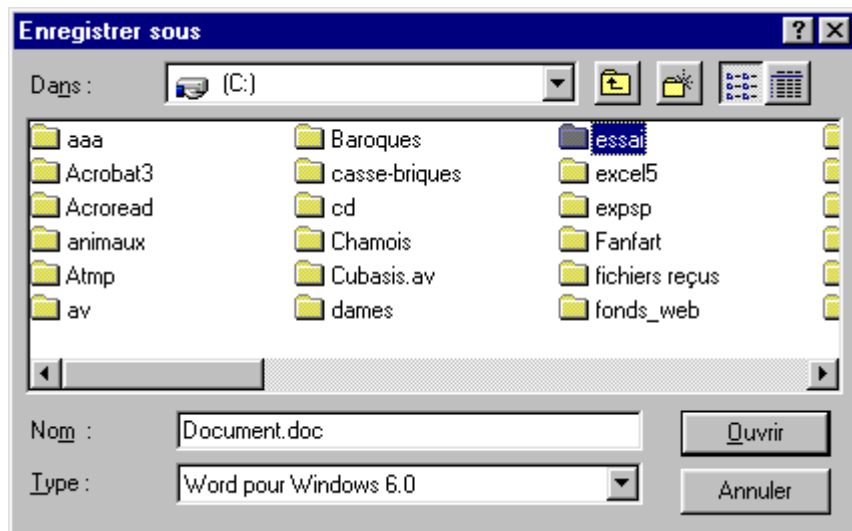 Enregistrer sous
Dans : (C:)
aaa Baroques essai
Acrobat3 casse-briques excel5
Acroread cd expsp
animaux Chamois Fanfart
Atmp Cubasis.av fichiers reçus
av dames fonds_web
Nom : Document.doc Ouvrir
Type : Word pour Windows 6.0 Annuler